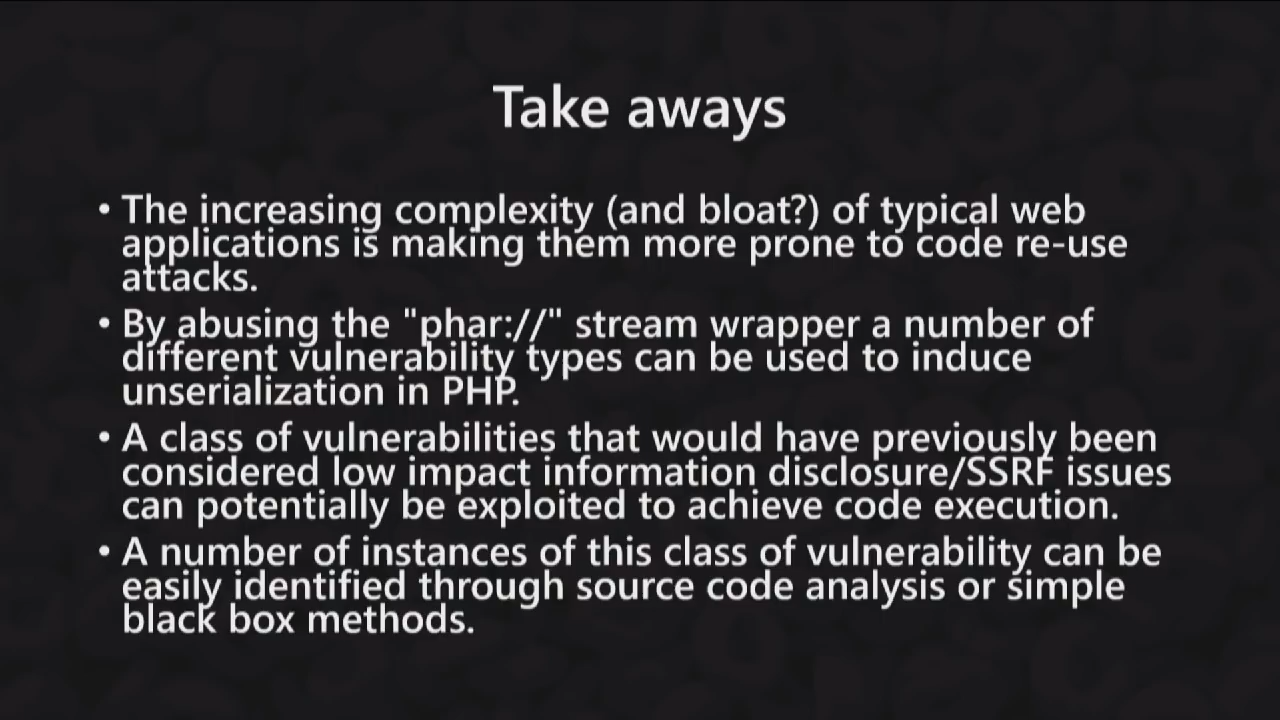 Take aways
• The increasing complexity (and bloat?) of typical web
applications is making them more prone to code re-use
attacks.
• By abusing the "phar://" stream wrapper a number of
different vulnerability types can be used to induce
unserialization in PHP.
• A class of vulnerabilities that would have previously been
considered low impact information disclosure/SSRF issues
can potentially be exploited to achieve code execution.
• A number of instances of this class of vulnerability can be
easily identified through source code analysis or simple
black box methods.